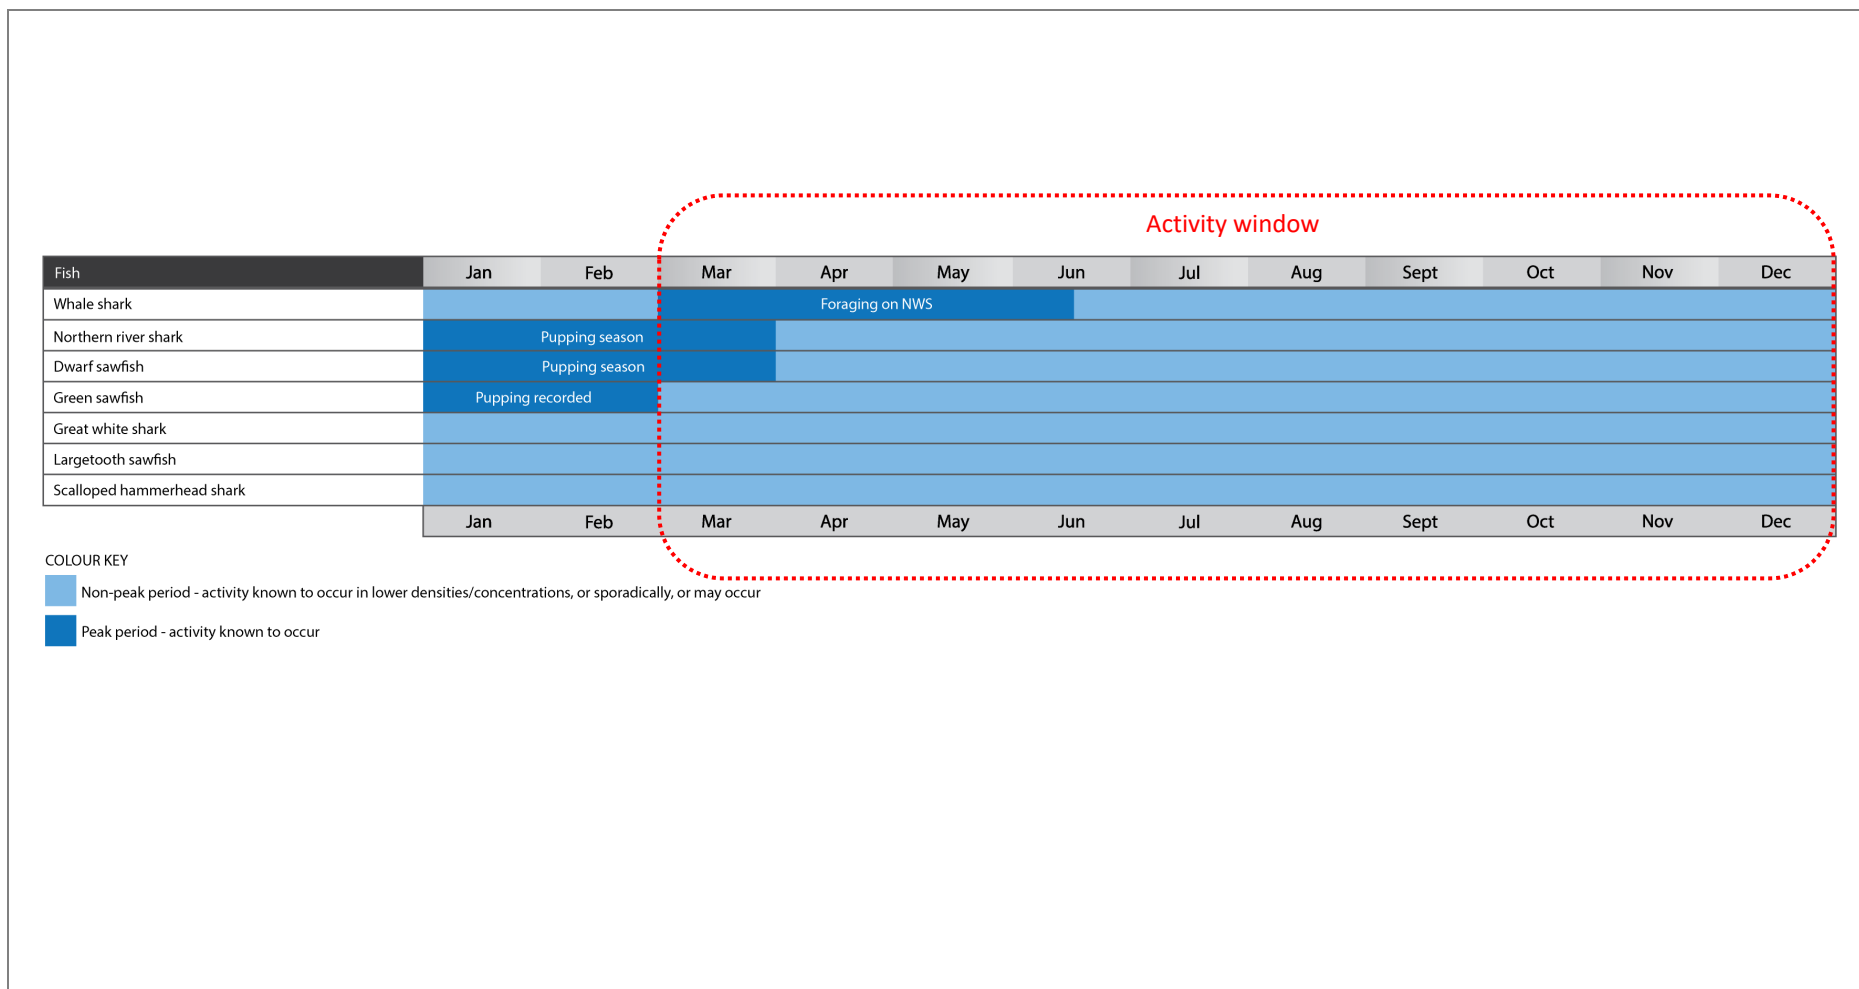 Activity window
Fish Jan Feb Mar Apr May Jun Jul Aug Sept Oct Nov Dec
Whale shark Foraging on NWS
Northern river shark Pupping season
Dwarf sawfish Pupping season
Green sawfish Pupping recorded
Great white shark
Largetooth sawfish
Scalloped hammerhead shark
Jan Feb Mar Apr May Jun Jul Aug Sept Oct Nov Dec
COLOUR KEY
Non-peak period - activity known to occur in lower densities/concentrations, or sporadically, or may occur
Peak period - activity known to occur